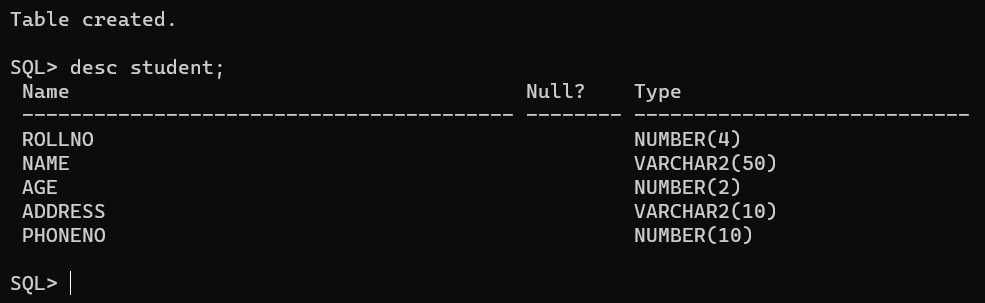 Table created.
SQL> desc student;
Name Null? Type
----------------------------------------- -------- ----------------------------
ROLLNO NUMBER(4)
NAME VARCHAR2(50)
AGE NUMBER(2)
ADDRESS VARCHAR2(10)
PHONENO NUMBER(10)
SQL>